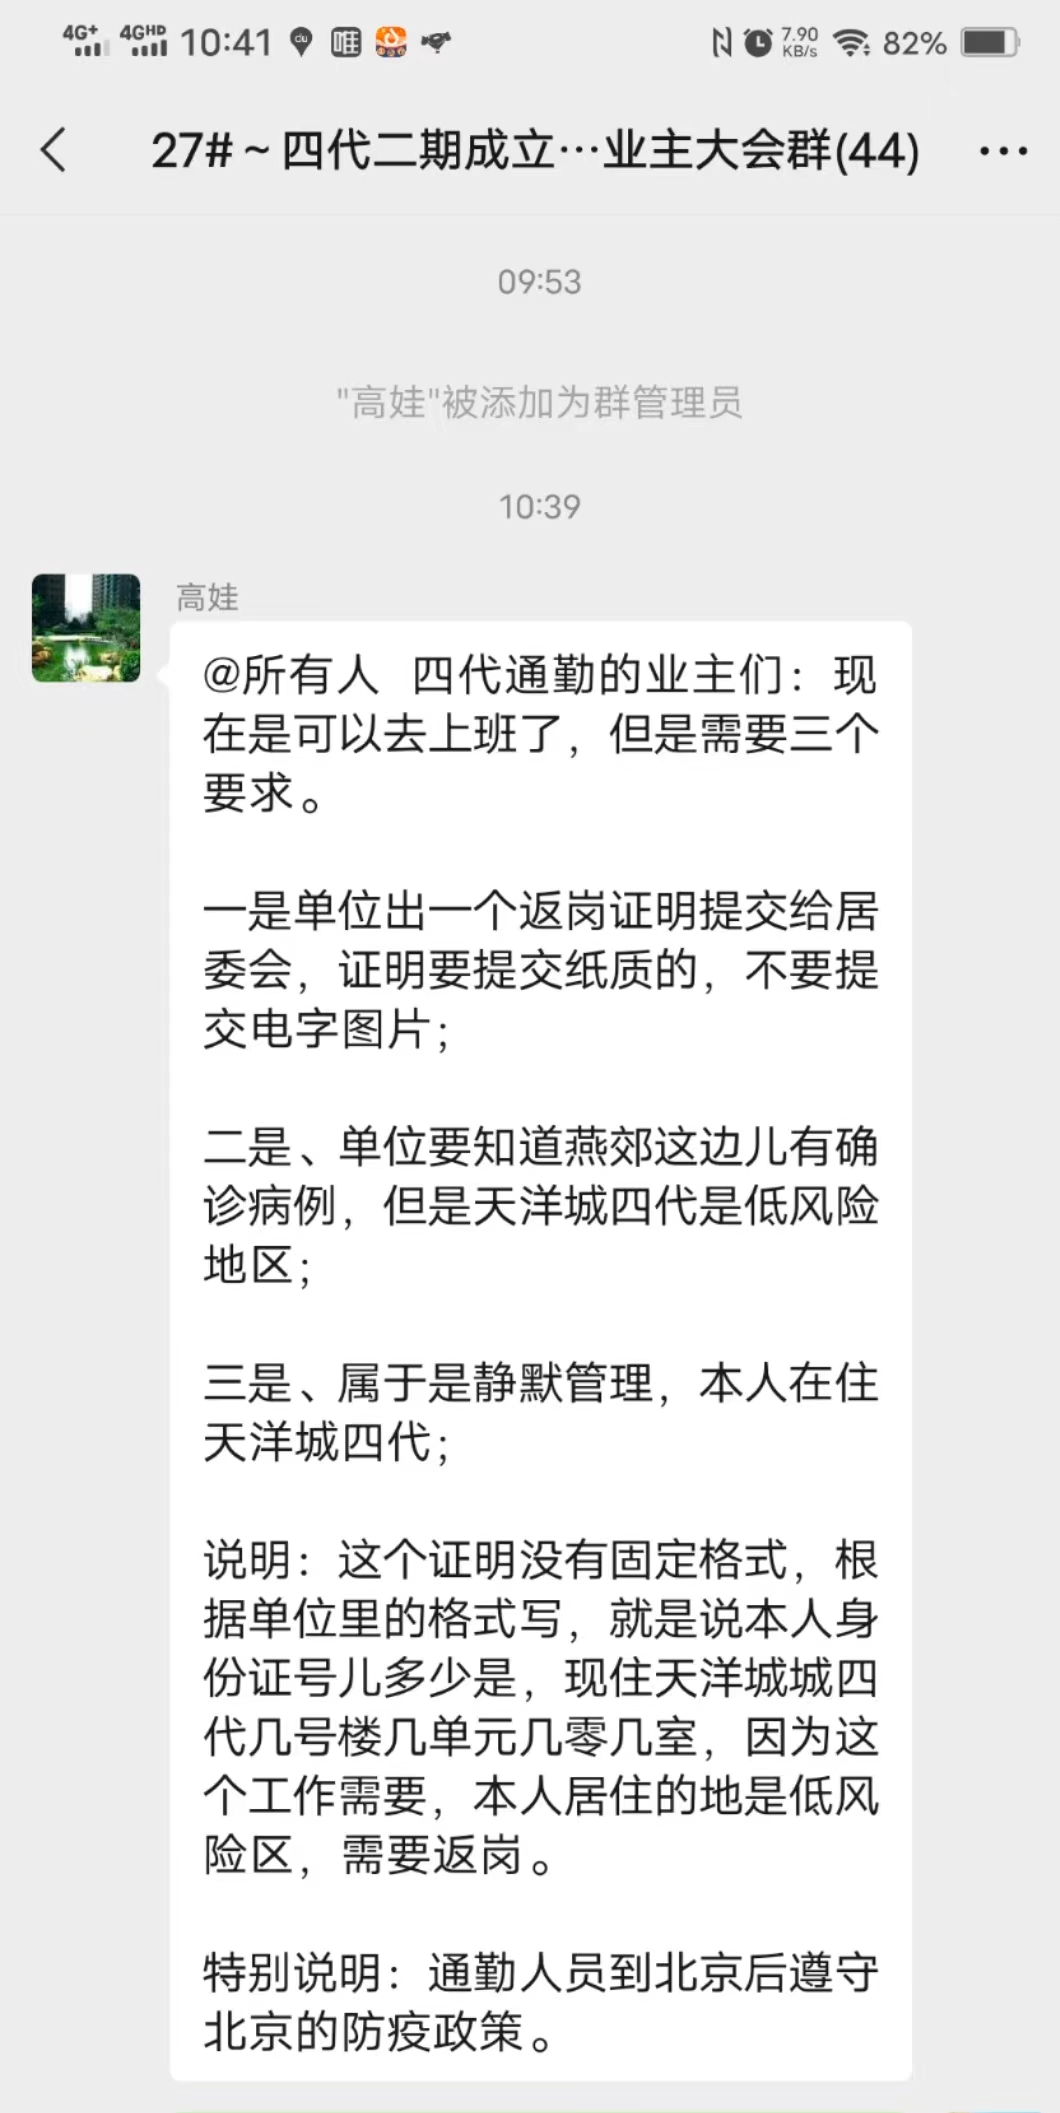 4G+ 4GHD 10:41 du 唯 7.90 KB/s 82%
27#~四代二期成立…业主大会群(44)
09:53
"高娃"被添加为群管理员
10:39
高娃
@所有人 四代通勤的业主们：现
在是可以去上班了，但是需要三个
要求。
一是单位出一个返岗证明提交给居
委会，证明要提交纸质的，不要提
交电字图片；
二是、单位要知道燕郊这边儿有确
诊病例，但是天洋城四代是低风险
地区；
三是、属于是静默管理，本人在住
天洋城四代；
说明：这个证明没有固定格式，根
据单位里的格式写，就是说本人身
份证号儿多少是，现住天洋城城四
代几号楼几单元几零几室，因为这
个工作需要，本人居住的地是低风
险区，需要返岗。
特别说明：通勤人员到北京后遵守
北京的防疫政策。